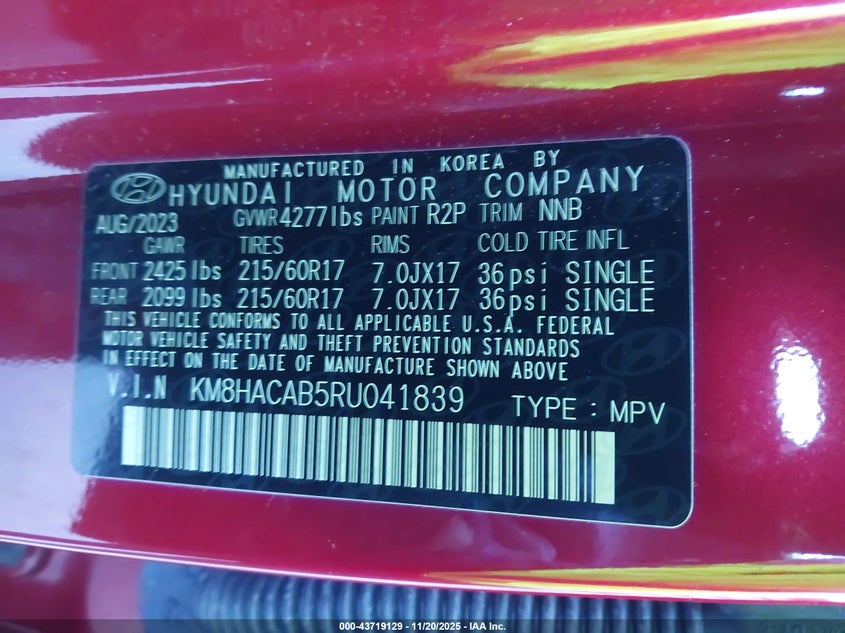 MANUFACTURED IN KOREA BY
HYUNDAI MOTOR COMPANY
AUG/2023 GVWR 4277lbs PAINT R2P TRIM NNB
GAWR TIRES RIMS COLD TIRE INFL
FRONT 2425 lbs 215/60R17 7.0JX17 36psi SINGLE
REAR 2099 lbs 215/60R17 7.0JX17 36psi SINGLE
THIS VEHICLE CONFORMS TO ALL APPLICABLE U.S.A. FEDERAL
MOTOR VEHICLE SAFETY AND THEFT PREVENTION STANDARDS
IN EFFECT ON THE DATE OF MANUFACTURE SHOWN ABOVE
V.I.N KM8HACAB5RU041839 TYPE : MPV
000-43719129 - 11/20/2025 - IAA Inc.